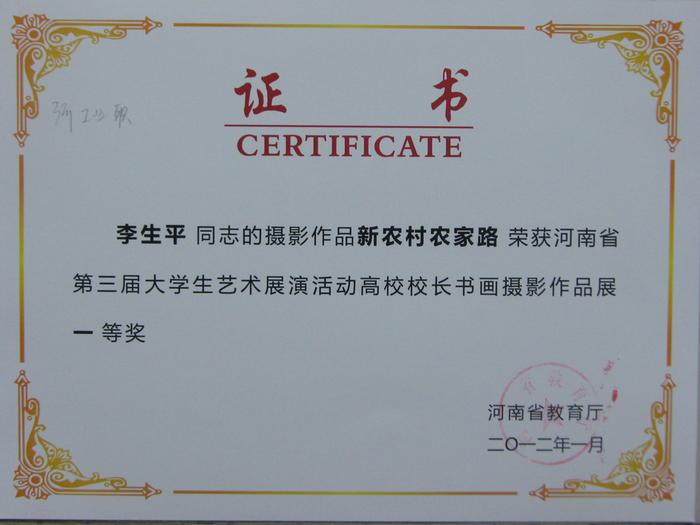 证 书
CERTIFICATE
李生平 同志的摄影作品新农村农家路 荣获河南省
第三届大学生艺术展演活动高校校长书画摄影作品展
一 等奖
河南省教育厅
二〇一二年一月